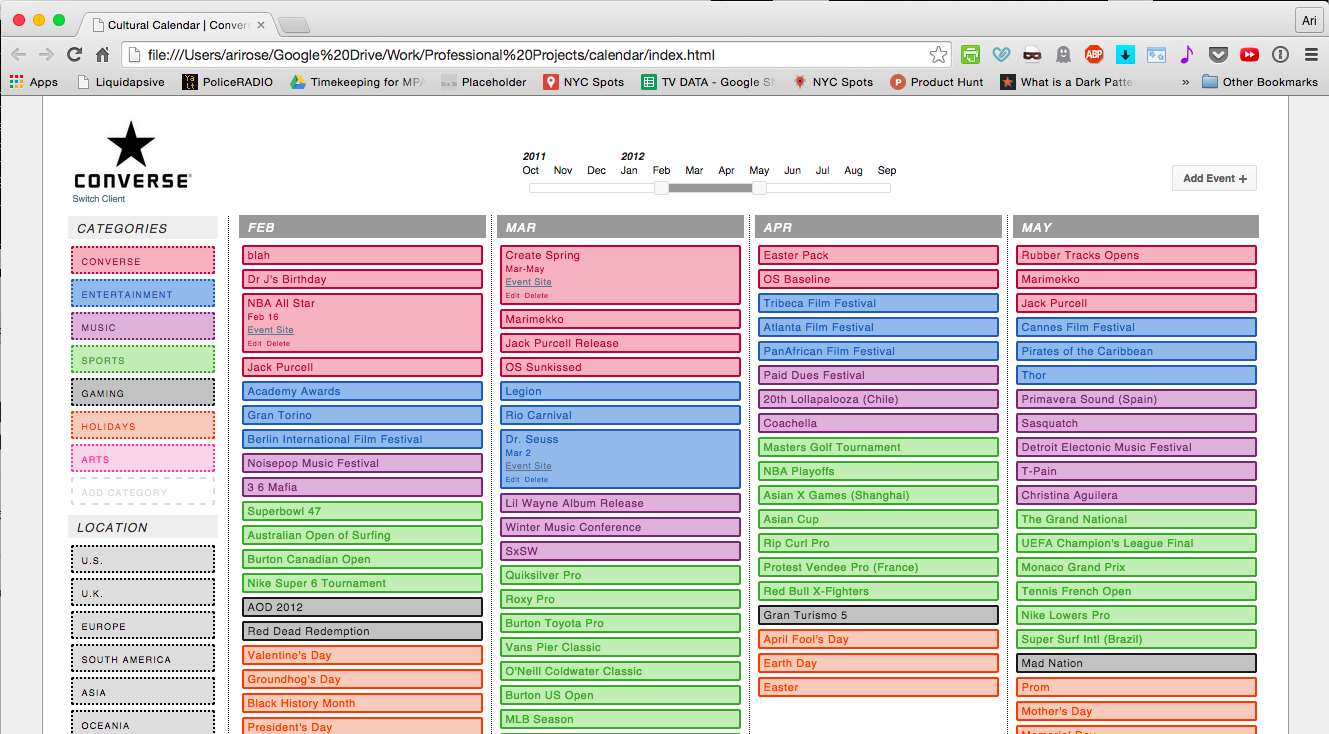 Cultural Calendar | Conver
Ari
file:///Users/arirose/Google%20Drive/Work/Professional%20Projects/calendar/index.html
ABP
Apps
Liquidapsive
PoliceRADIO
Timekeeping for MPA
Placeholder
NYC Spots
TV DATA - Google Sh
NYC Spots
Product Hunt
What is a Dark Patte
»
Other Bookmarks
CONVERSE
Switch Client
2011
2012
Oct Nov Dec Jan Feb Mar Apr May Jun Jul Aug Sep
Add Event +
CATEGORIES
CONVERSE
ENTERTAINMENT
MUSIC
SPORTS
GAMING
HOLIDAYS
ARTS
ADD CATEGORY
LOCATION
U.S.
U.K.
EUROPE
SOUTH AMERICA
ASIA
OCEANIA
FEB
blah
Dr J's Birthday
NBA All Star
Feb 16
Event Site
Edit Delete
Jack Purcell
Academy Awards
Gran Torino
Berlin International Film Festival
Noisepop Music Festival
3 6 Mafia
Superbowl 47
Australian Open of Surfing
Burton Canadian Open
Nike Super 6 Tournament
AOD 2012
Red Dead Redemption
Valentine's Day
Groundhog's Day
Black History Month
President's Day
MAR
Create Spring
Mar-May
Event Site
Edit Delete
Marimekko
Jack Purcell Release
OS Sunkissed
Legion
Rio Carnival
Dr. Seuss
Mar 2
Event Site
Edit Delete
Lil Wayne Album Release
Winter Music Conference
SxSW
Quiksilver Pro
Roxy Pro
Burton Toyota Pro
Vans Pier Classic
O'Neill Coldwater Classic
Burton US Open
MLB Season
APR
Easter Pack
OS Baseline
Tribeca Film Festival
Atlanta Film Festival
PanAfrican Film Festival
Paid Dues Festival
20th Lollapalooza (Chile)
Coachella
Masters Golf Tournament
NBA Playoffs
Asian X Games (Shanghai)
Asian Cup
Rip Curl Pro
Protest Vendee Pro (France)
Red Bull X-Fighters
Gran Turismo 5
April Fool's Day
Earth Day
Easter
MAY
Rubber Tracks Opens
Marimekko
Jack Purcell
Cannes Film Festival
Pirates of the Caribbean
Thor
Primavera Sound (Spain)
Sasquatch
Detroit Electonic Music Festival
T-Pain
Christina Aguilera
The Grand National
UEFA Champion's League Final
Monaco Grand Prix
Tennis French Open
Nike Lowers Pro
Super Surf Intl (Brazil)
Mad Nation
Prom
Mother's Day
Memorial Day